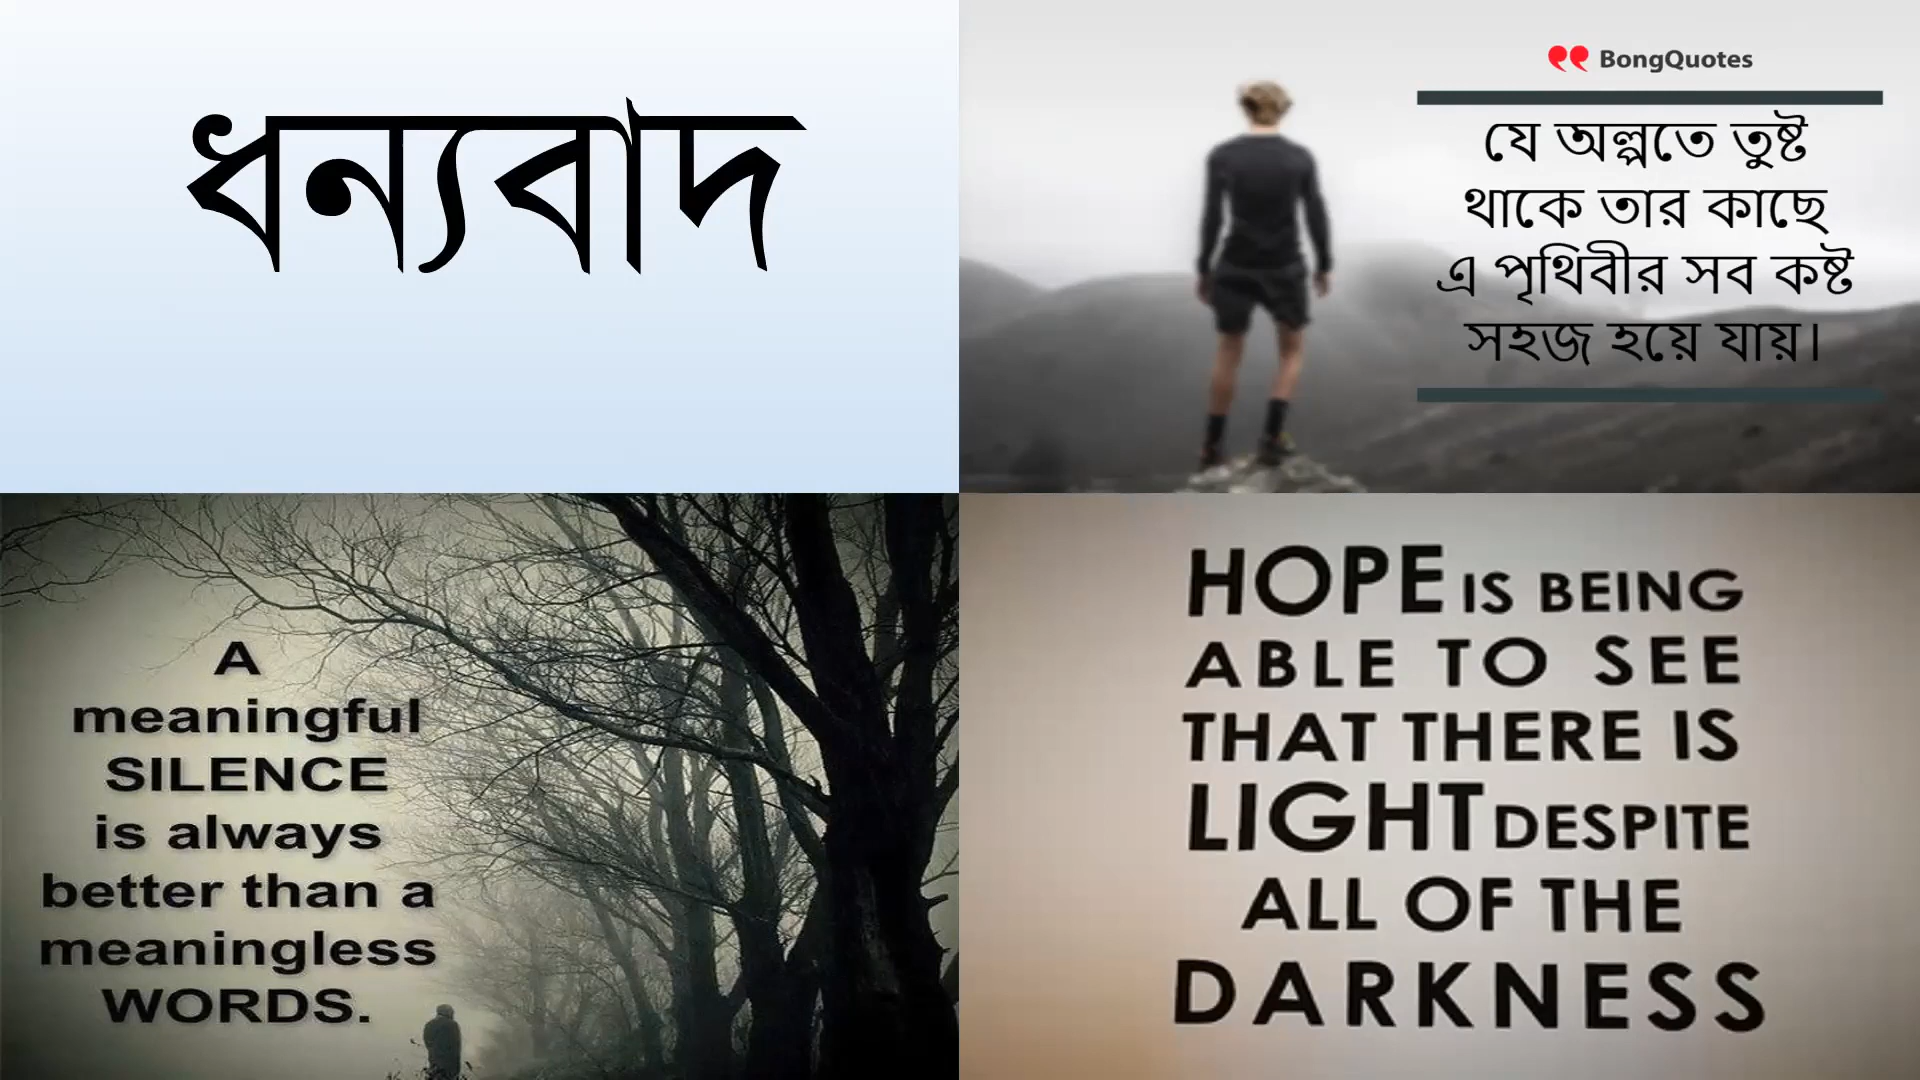 ধন্যবাদ
BongQuotes
যে অল্পতে তুষ্ট
থাকে তার কাছে
এ পৃথিবীর সব কষ্ট
সহজ হয়ে যায়।
A
meaningful
SILENCE
is always
better than a
meaningless
WORDS.
HOPE IS BEING
ABLE TO SEE
THAT THERE IS
LIGHT DESPITE
ALL OF THE
DARKNESS